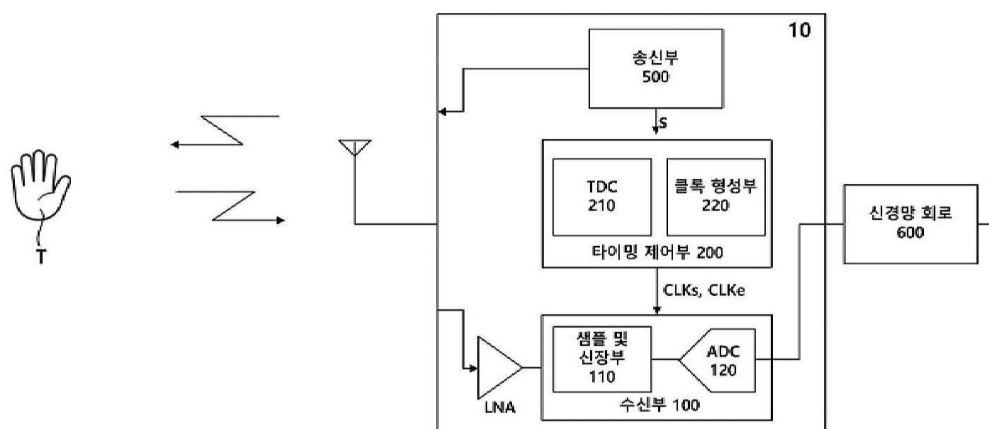 10
송신부
500
S
TDC
210
클록 형성부
220
타이밍 제어부 200
신경망 회로
600
T
CLKs, CLKe
샘플 및
신장부
110
ADC
120
LNA
수신부 100